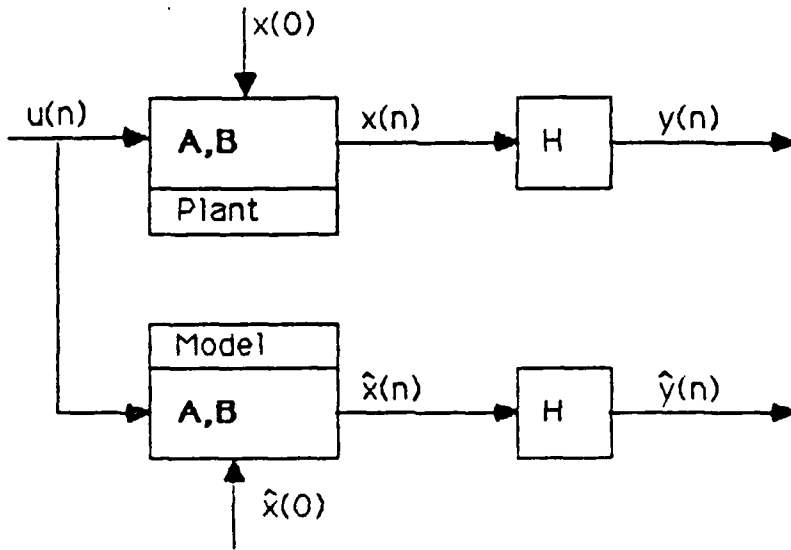 x(0)
u(n)
A,B
x(n)
H
y(n)
Plant
Model
A,B
x̂(n)
H
ŷ(n)
x̂(0)